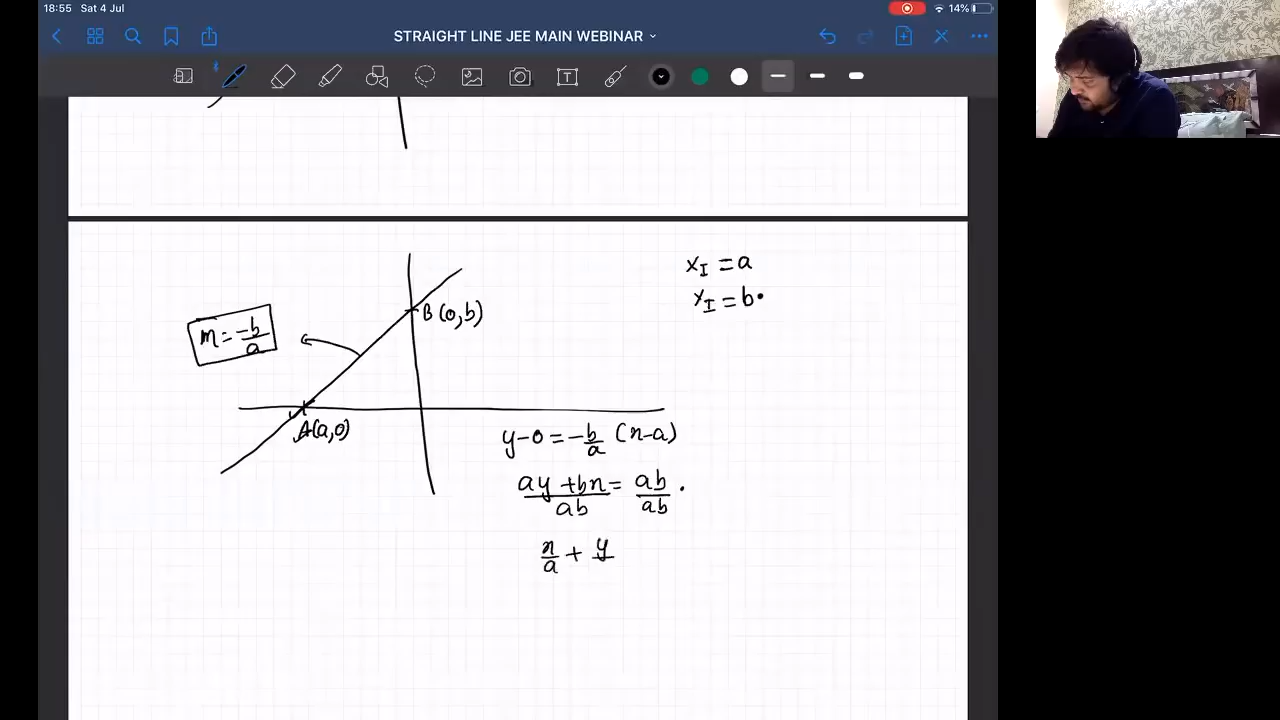 18:55 Sat 4 Jul
14%
STRAIGHT LINE JEE MAIN WEBINAR
T
x_I = a
y_I = b
B(0,b)
m = -b/a
A(a,0)
y-0 = -b/a (x-a)
(ay + bx)/ab = ab/ab .
x/a + y